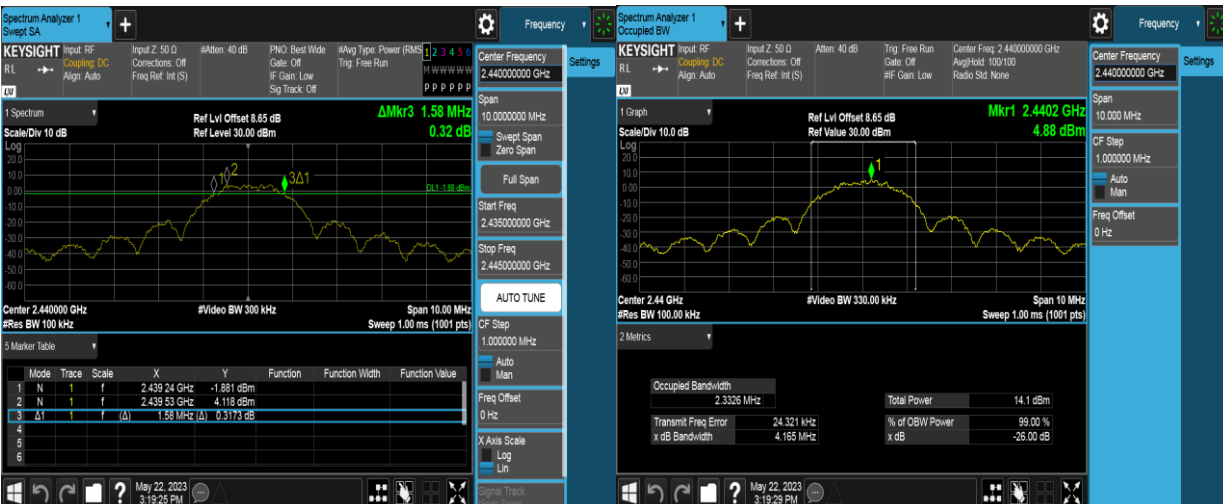 Spectrum Analyzer 1
Swept SA
+
Frequency
KEYSIGHT
RL
Input: RF
Coupling: DC
Align: Auto
Input Z: 50 Ω
Corrections: Off
Freq Ref: Int (S)
#Atten: 40 dB
PNO: Best Wide
Gate: Off
IF Gain: Low
Sig Track: Off
#Avg Type: Power (RMS
Trig: Free Run
1 2 3 4 5 6
M W W W W W
P P P P P P
LXI
1 Spectrum
Scale/Div 10 dB
Ref Lvl Offset 8.65 dB
Ref Level 30.00 dBm
ΔMkr3 1.58 MHz
0.32 dB
Log
20.0
10.0
0.00
-10.0
-20.0
-30.0
-40.0
-50.0
-60.0
1
2
3Δ1
DL1 -1.88 dBm
Center 2.440000 GHz
#Res BW 100 kHz
#Video BW 300 kHz
Span 10.00 MHz
Sweep 1.00 ms (1001 pts)
5 Marker Table
Mode Trace Scale X Y Function Function Width Function Value
1 N 1 f 2.439 24 GHz -1.881 dBm
2 N 1 f 2.439 53 GHz 4.118 dBm
3 Δ1 1 f (Δ) 1.58 MHz (Δ) 0.3173 dB
4
5
6
?
May 22, 2023
3:19:25 PM
Center Frequency
2.440000000 GHz
Settings
Span
10.0000000 MHz
Swept Span
Zero Span
Full Span
Start Freq
2.435000000 GHz
Stop Freq
2.445000000 GHz
AUTO TUNE
CF Step
1.000000 MHz
Auto
Man
Freq Offset
0 Hz
X Axis Scale
Log
Lin
Signal Track
Spectrum Analyzer 1
Occupied BW
+
Frequency
KEYSIGHT
RL
Input: RF
Coupling: DC
Align: Auto
Input Z: 50 Ω
Corrections: Off
Freq Ref: Int (S)
Atten: 40 dB
Trig: Free Run
Gate: Off
#IF Gain: Low
Center Freq: 2.440000000 GHz
Avg|Hold: 100/100
Radio Std: None
LXI
1 Graph
Scale/Div 10.0 dB
Ref Lvl Offset 8.65 dB
Ref Value 30.00 dBm
Mkr1 2.4402 GHz
4.88 dBm
Log
20.0
10.0
0.00
-10.0
-20.0
-30.0
-40.0
-50.0
-60.0
1
Center 2.44 GHz
#Res BW 100.00 kHz
#Video BW 330.00 kHz
Span 10 MHz
Sweep 1.00 ms (1001 pts)
2 Metrics
Occupied Bandwidth
2.3326 MHz
Total Power 14.1 dBm
Transmit Freq Error 24.321 kHz
% of OBW Power 99.00 %
x dB Bandwidth 4.165 MHz
x dB -26.00 dB
?
May 22, 2023
3:19:29 PM
Center Frequency
2.440000000 GHz
Settings
Span
10.000 MHz
CF Step
1.000000 MHz
Auto
Man
Freq Offset
0 Hz